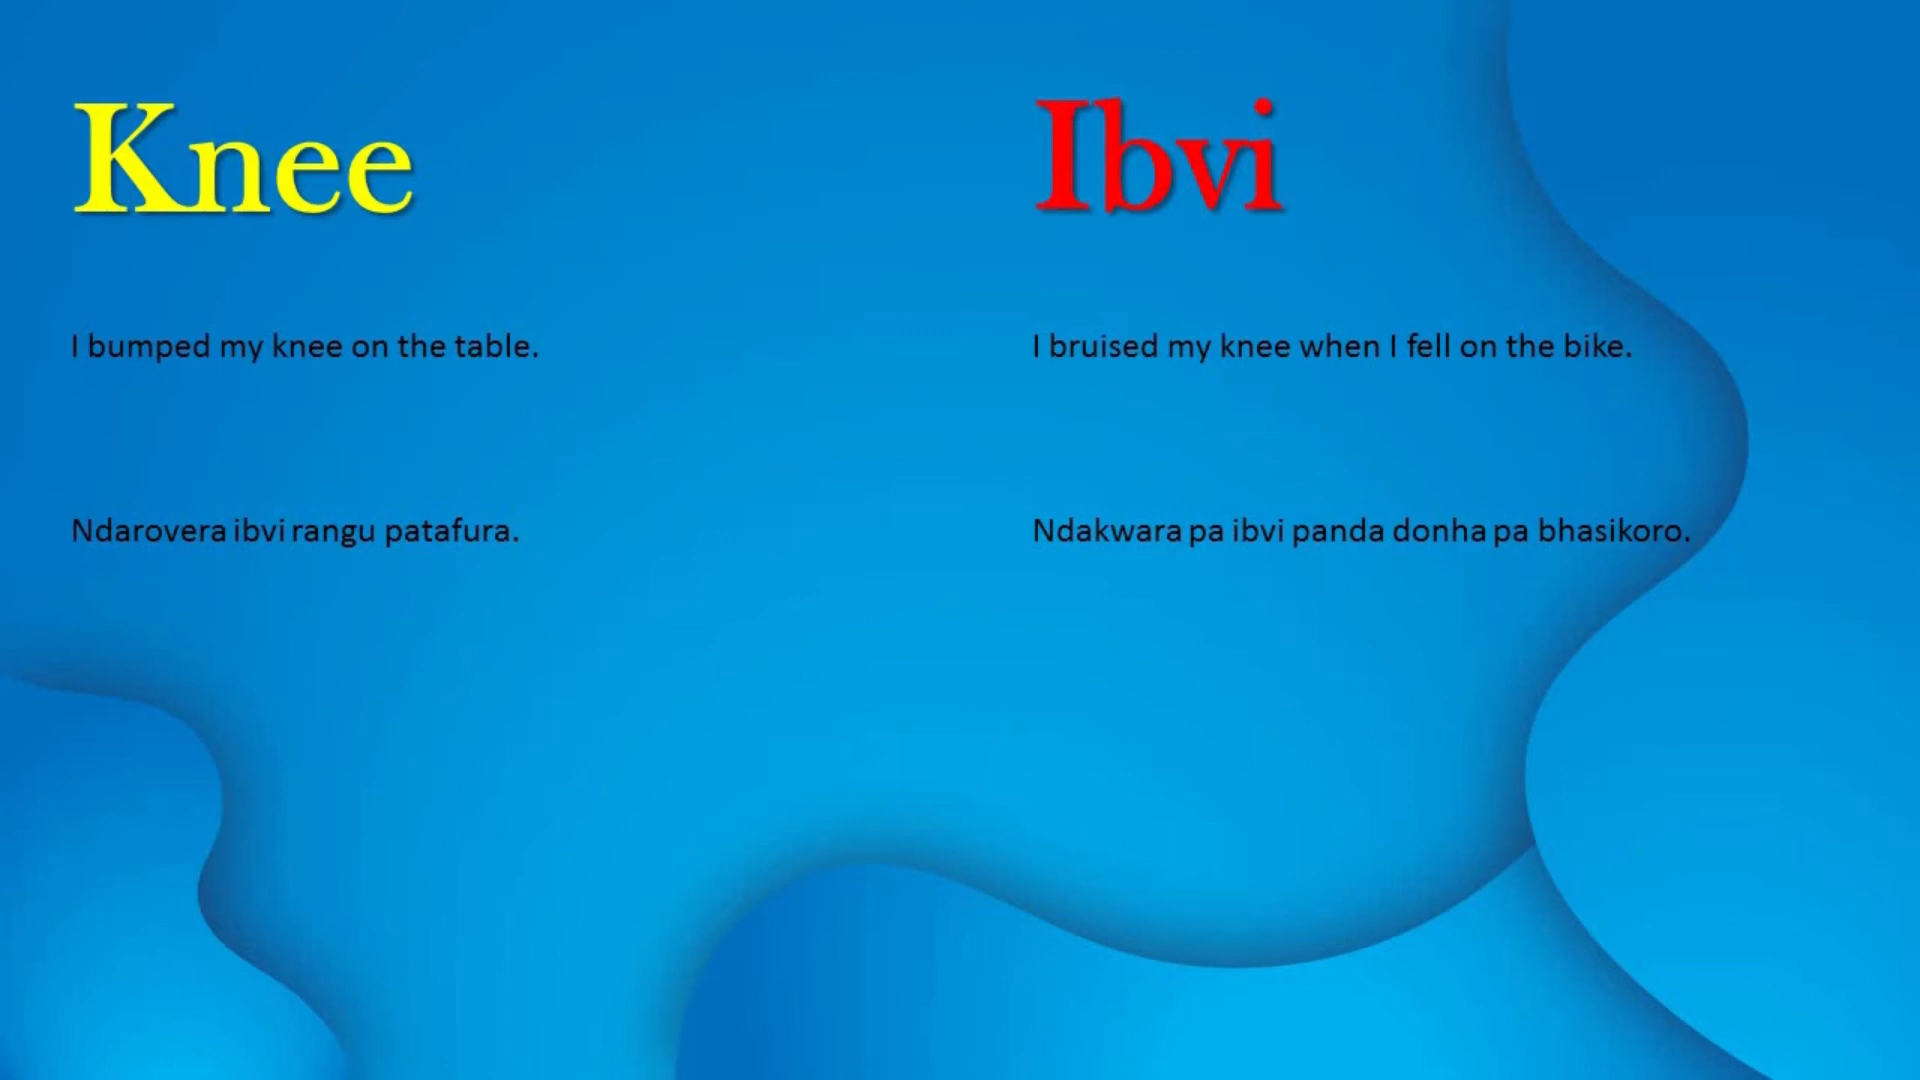 Knee
Ibvi
I bumped my knee on the table.
I bruised my knee when I fell on the bike.
Ndarovera ibvi rangu patafura.
Ndakwara pa ibvi panda donha pa bhasikoro.